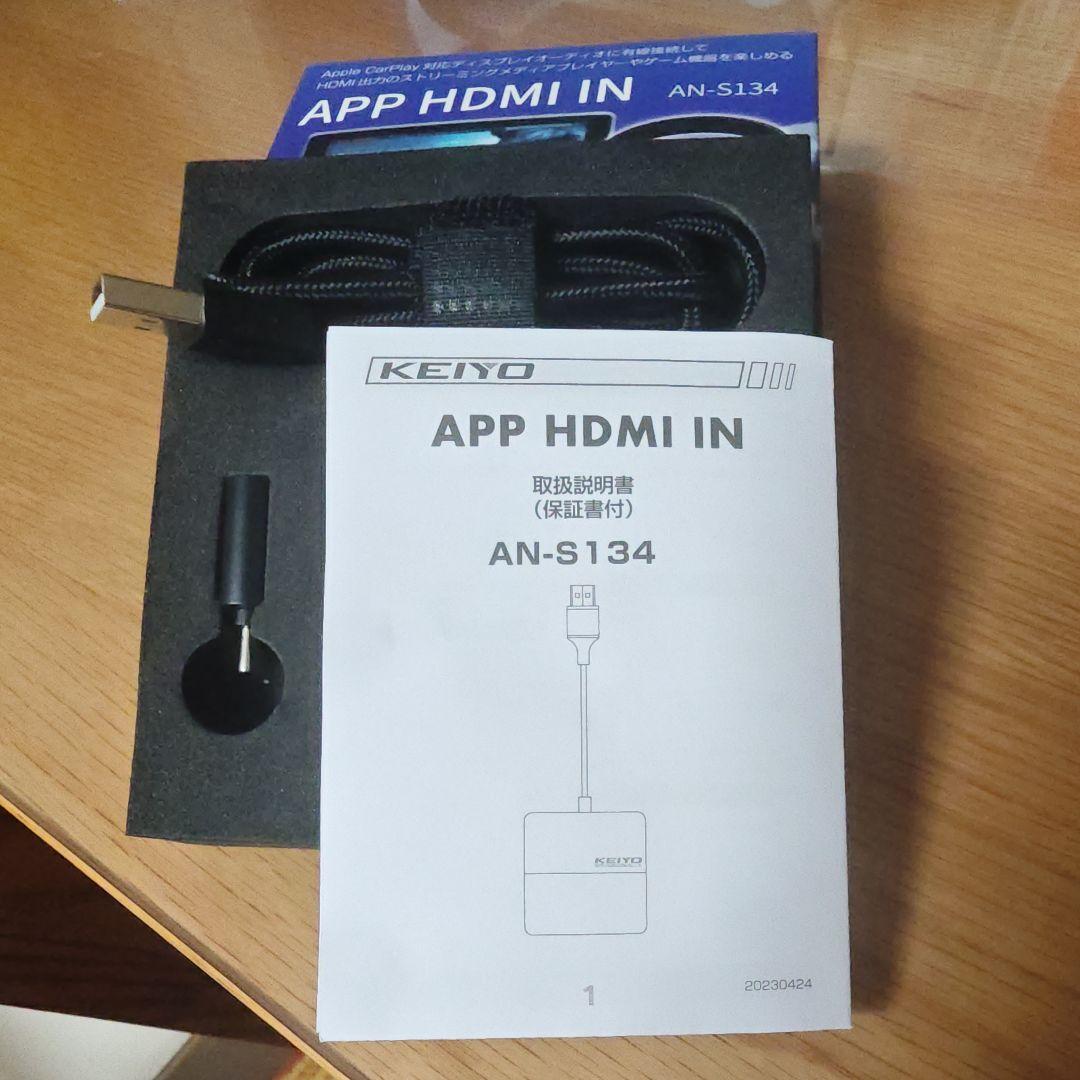 Apple CarPlay 対応ディスプレイオーディオに有線接続して
HDMI出力のストリーミングメディアプレイヤーやゲーム機器を楽しめる
APP HDMI IN AN-S134
KEIYO
APP HDMI IN
取扱説明書
（保証書付）
AN-S134
KEIYO
1
20230424